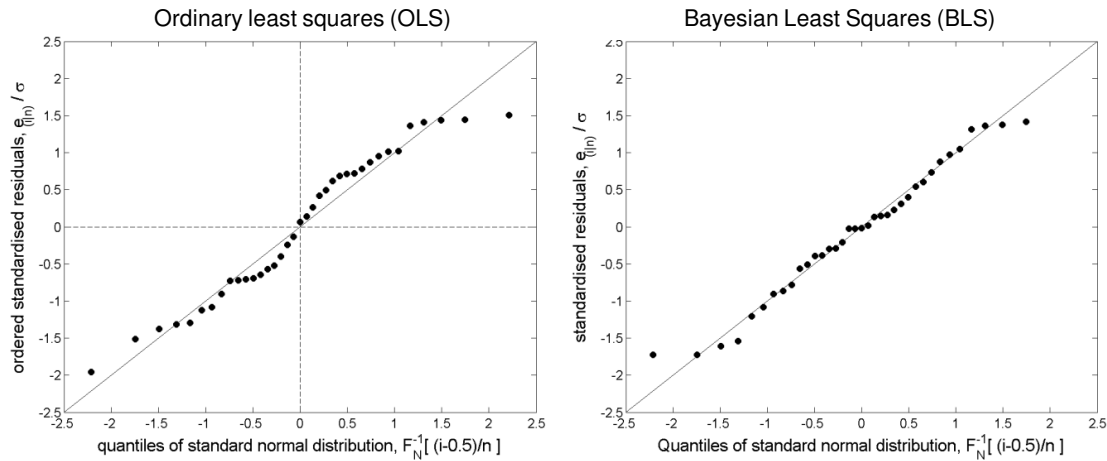 Ordinary least squares (OLS)
2.5
2
1.5
1
0.5
0
-0.5
-1
-1.5
-2
-2.5
ordered standardised residuals, e(i|n) / σ
-2.5 -2 -1.5 -1 -0.5 0 0.5 1 1.5 2 2.5
quantiles of standard normal distribution, F_N^-1[ (i-0.5)/n ]
Bayesian Least Squares (BLS)
2.5
2
1.5
1
0.5
0
-0.5
-1
-1.5
-2
-2.5
standardised residuals, e(i|n) / σ
-2.5 -2 -1.5 -1 -0.5 0 0.5 1 1.5 2 2.5
Quantiles of standard normal distribution, F_N^-1[ (i-0.5)/n ]